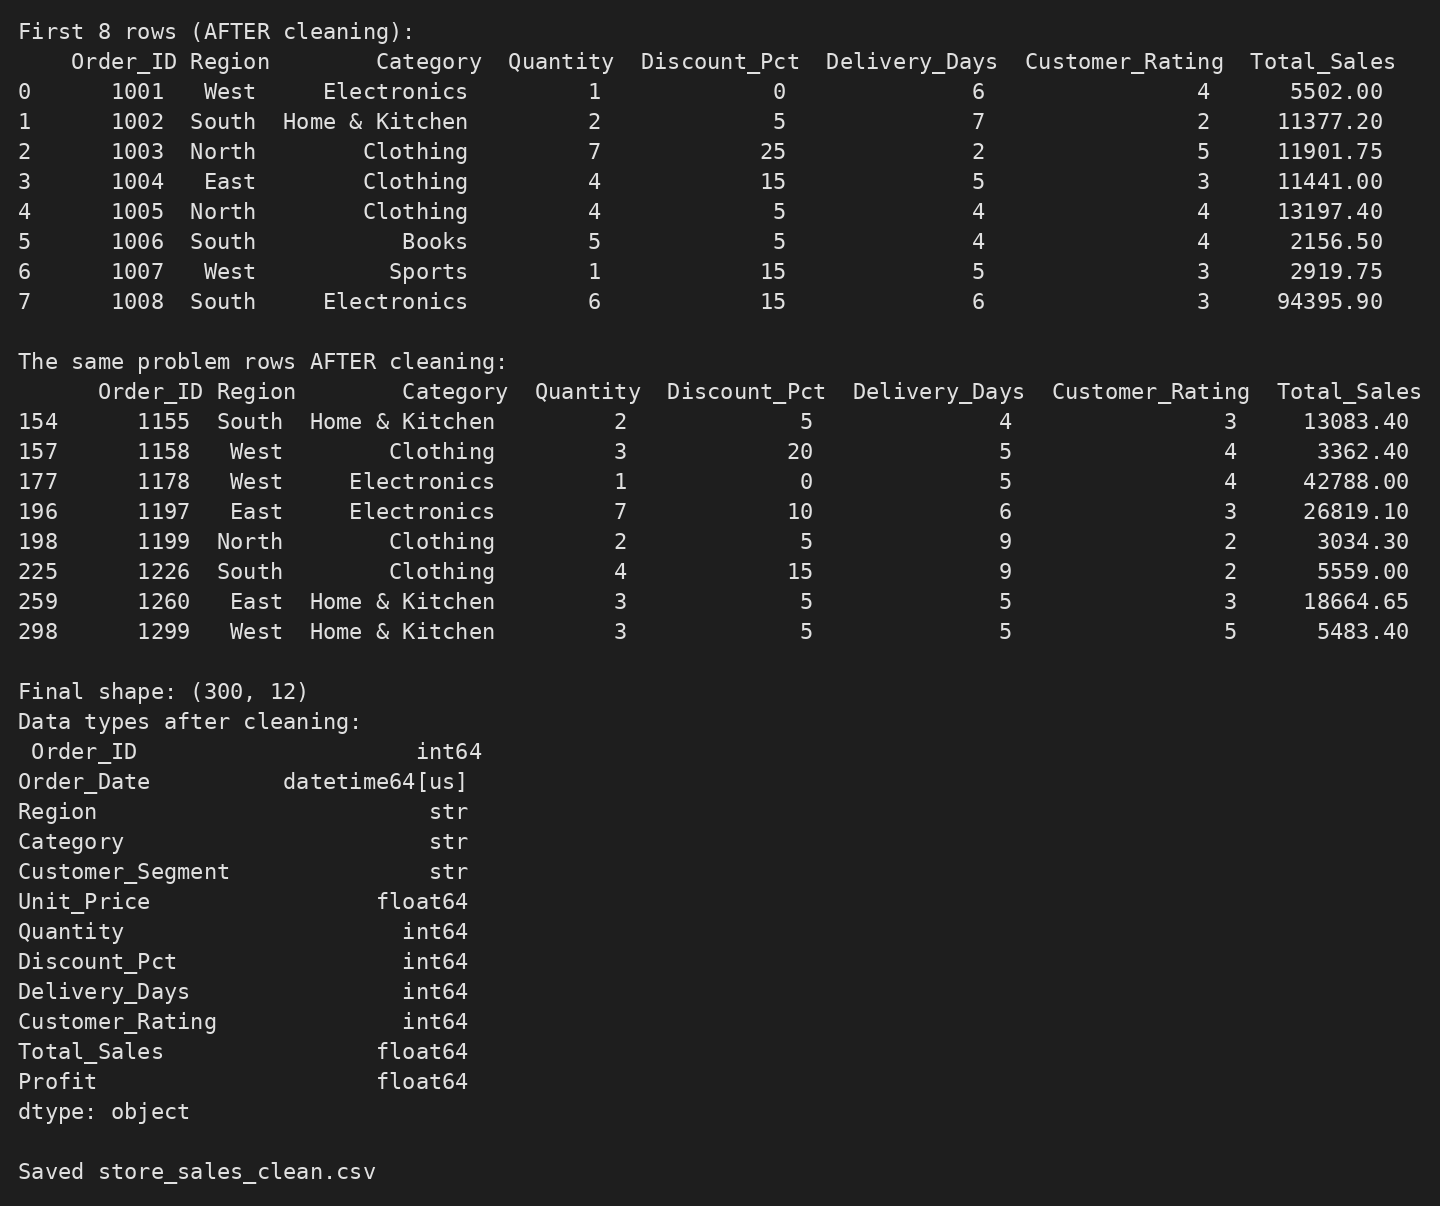 First 8 rows (AFTER cleaning):
    Order_ID Region        Category  Quantity  Discount_Pct  Delivery_Days  Customer_Rating  Total_Sales
0      1001   West     Electronics         1             0              6                4      5502.00
1      1002  South  Home & Kitchen         2             5              7                2     11377.20
2      1003  North        Clothing         7            25              2                5     11901.75
3      1004   East        Clothing         4            15              5                3     11441.00
4      1005  North        Clothing         4             5              4                4     13197.40
5      1006  South           Books         5             5              4                4      2156.50
6      1007   West          Sports         1            15              5                3      2919.75
7      1008  South     Electronics         6            15              6                3     94395.90

The same problem rows AFTER cleaning:
      Order_ID Region        Category  Quantity  Discount_Pct  Delivery_Days  Customer_Rating  Total_Sales
154      1155  South  Home & Kitchen         2             5              4                3     13083.40
157      1158   West        Clothing         3            20              5                4      3362.40
177      1178   West     Electronics         1             0              5                4     42788.00
196      1197   East     Electronics         7            10              6                3     26819.10
198      1199  North        Clothing         2             5              9                2      3034.30
225      1226  South        Clothing         4            15              9                2      5559.00
259      1260   East  Home & Kitchen         3             5              5                3     18664.65
298      1299   West  Home & Kitchen         3             5              5                5      5483.40

Final shape: (300, 12)
Data types after cleaning:
 Order_ID                     int64
Order_Date          datetime64[us]
Region                         str
Category                       str
Customer_Segment               str
Unit_Price                 float64
Quantity                     int64
Discount_Pct                 int64
Delivery_Days                int64
Customer_Rating              int64
Total_Sales                float64
Profit                     float64
dtype: object

Saved store_sales_clean.csv